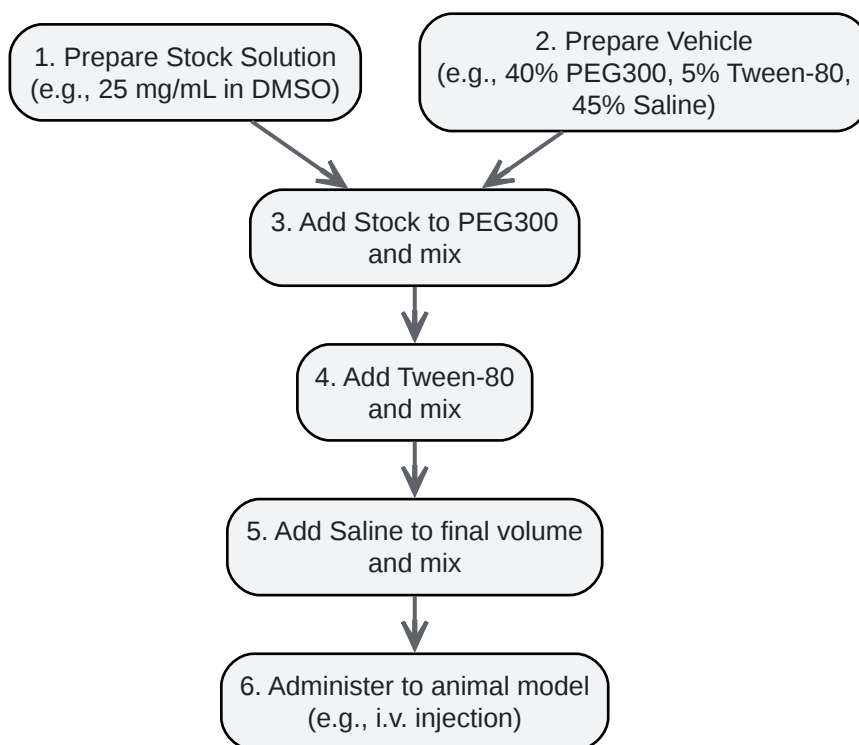 1. Prepare Stock Solution
(e.g., 25 mg/mL in DMSO)
2. Prepare Vehicle
(e.g., 40% PEG300, 5% Tween-80,
45% Saline)
3. Add Stock to PEG300
and mix
4. Add Tween-80
and mix
5. Add Saline to final volume
and mix
6. Administer to animal model
(e.g., i.v. injection)